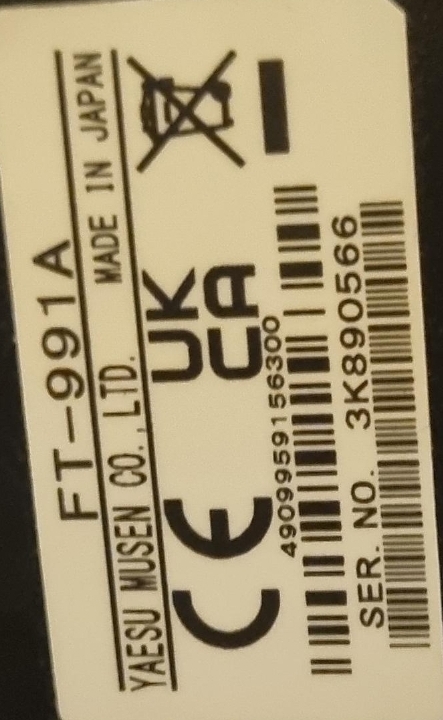 FT-991A
YAESU MUSEN CO., LTD. MADE IN JAPAN
CE UK CA
4909959156300
SER. NO. 3K890566